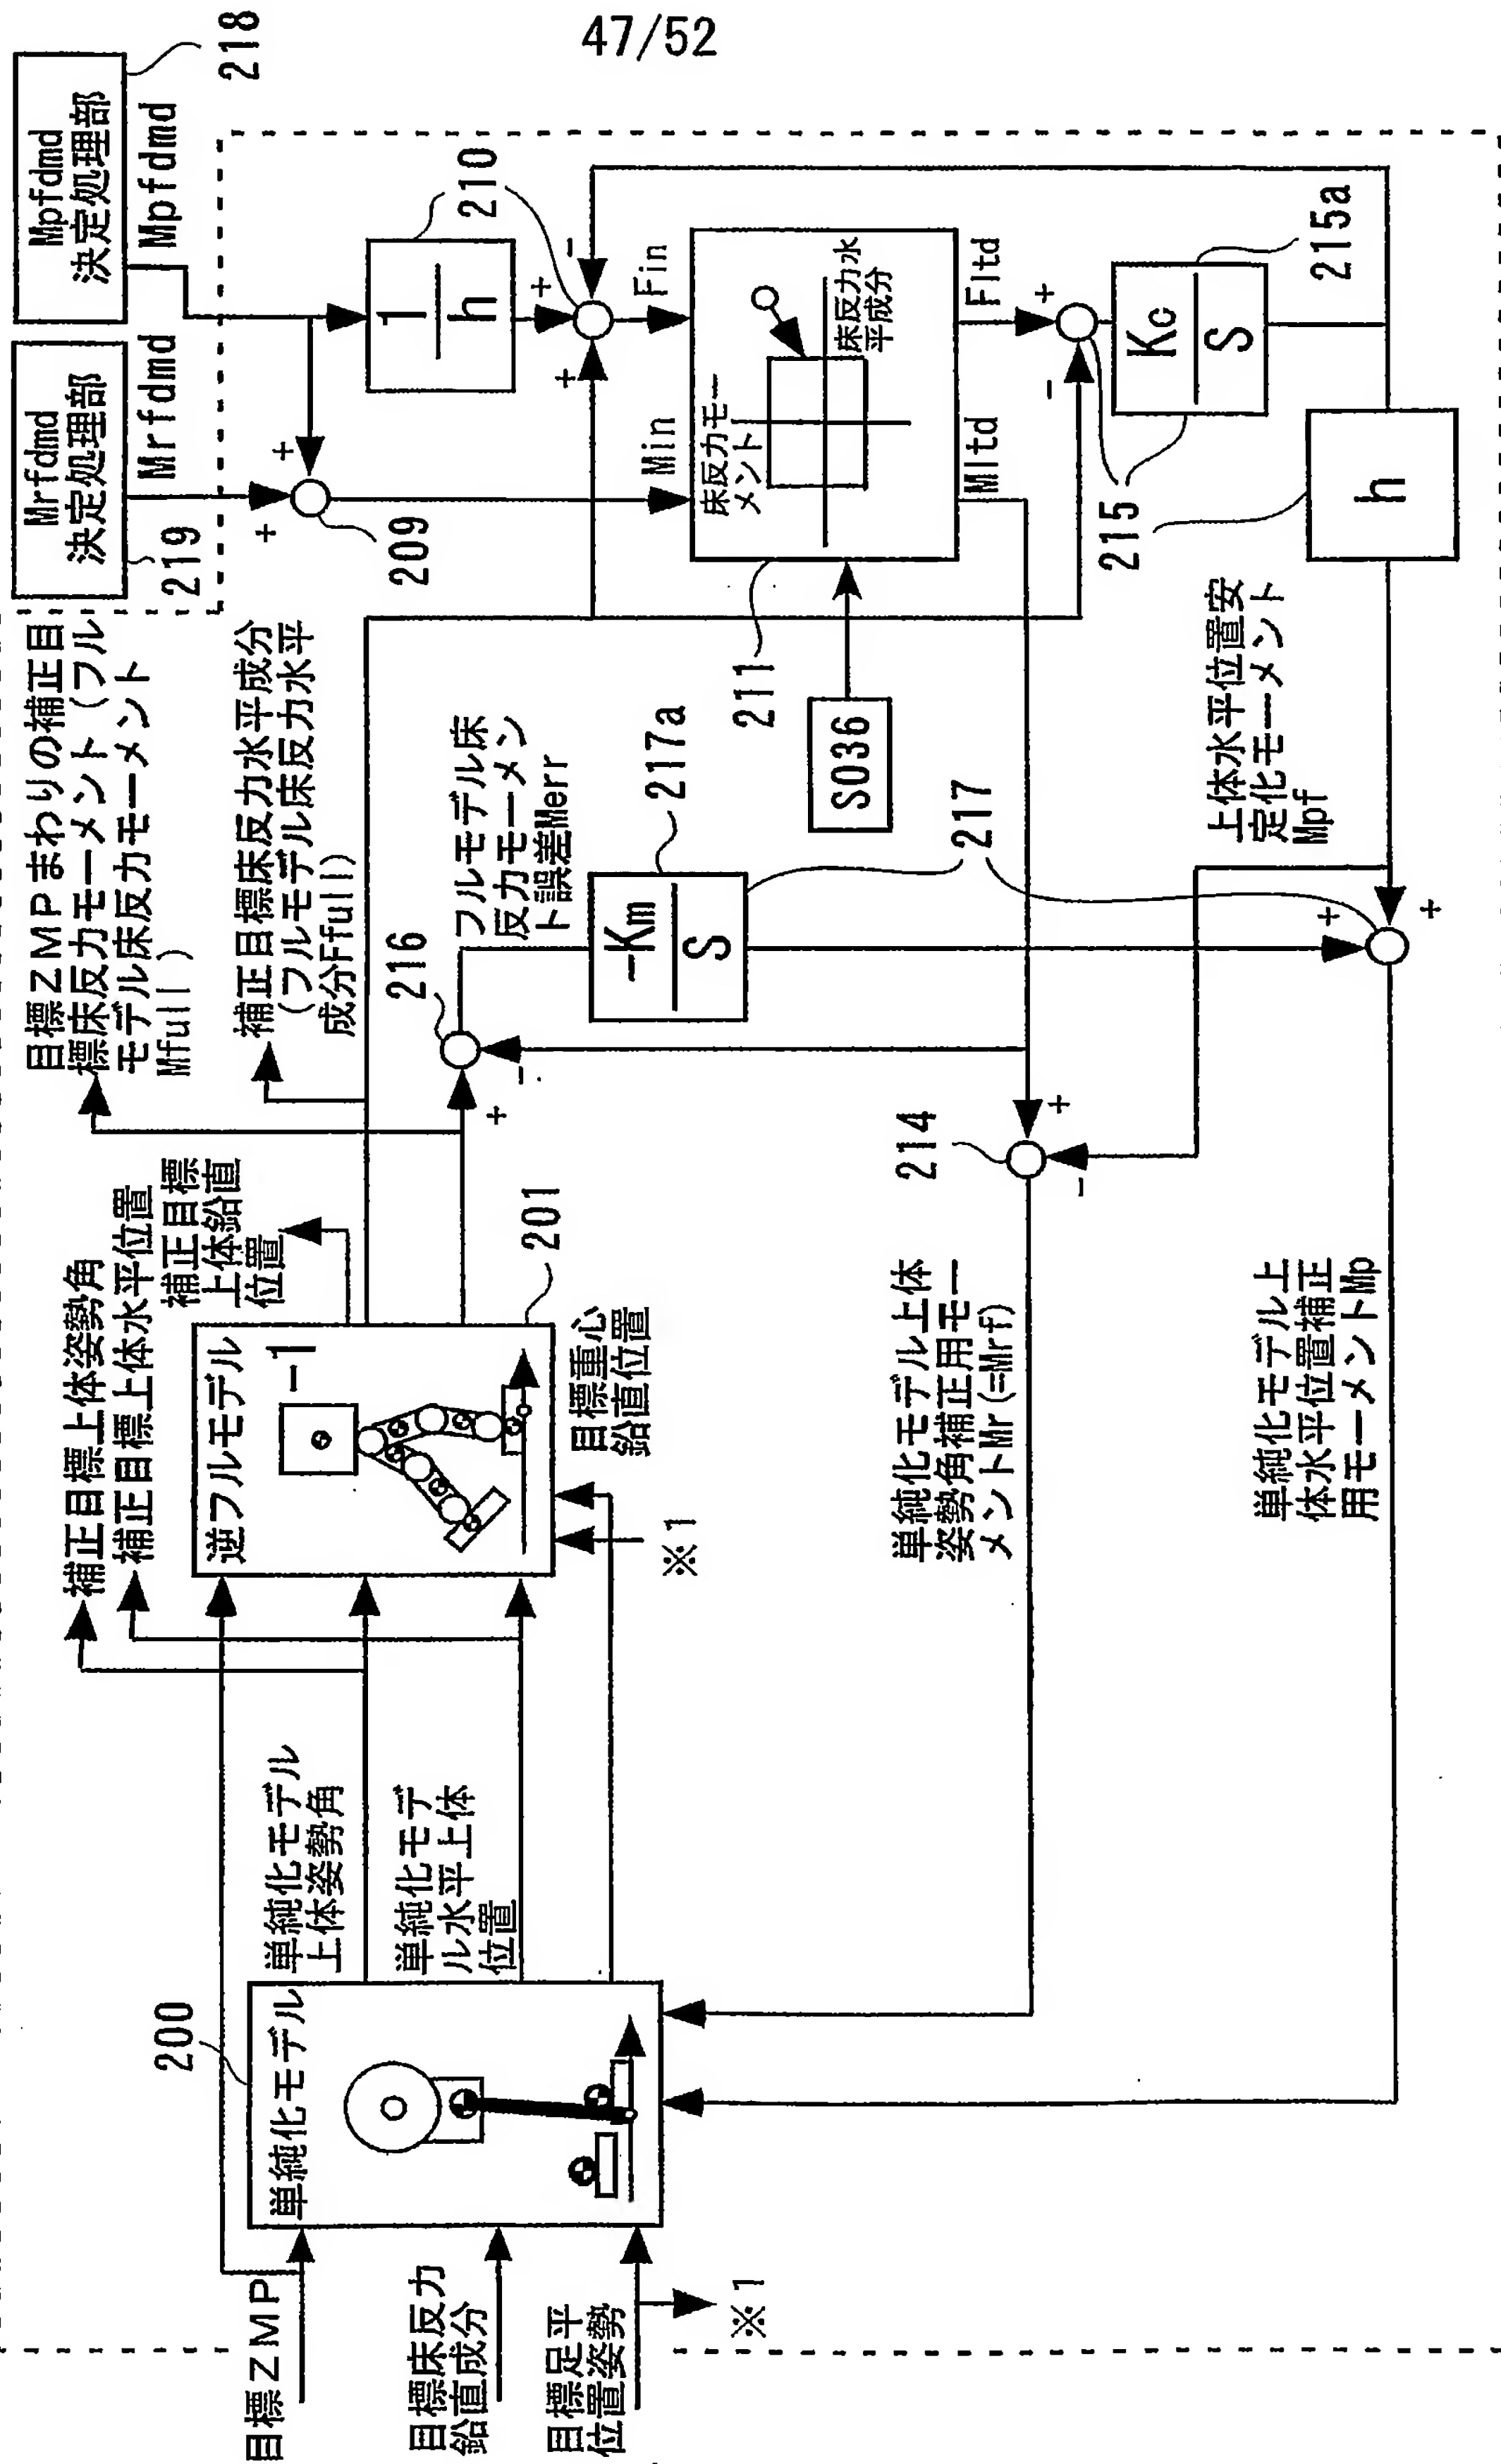 47/52
Mpfdmd
決定処理部
218
Mpfdmd
Mrfdmd
決定処理部
219
Mrfdmd
210
1
h
+
-
+
Fin
+
+
209
Min
床反力モー
メント
床反力水
平成分
211
S036
Mltd
Fltd
+
-
Kc
S
215a
215
h
目標ZMPまわりの補正目
標床反力モーメント(フル
モデル床反力モーメント
Mfull)
補正目標床反力水平成分
(フルモデル床反力水平
成分Ffull)
フルモデル床
反力モーメン
ト誤差Merr
216
+
-
-Km
S
217a
217
上体水平位置安
定化モーメント
Mpf
+
+
214
+
-
補正目標上体姿勢角
補正目標上体水平位置
補正目標
上体鉛直
位置
逆フルモデル
-1
201
目標重心
鉛直位置
※1
単純化モデル上体
姿勢角補正用モー
メントMr(=Mrf)
単純化モデル上
体水平位置補正
用モーメントMp
単純化モデル
上体姿勢角
単純化モデ
ル水平上体
位置
200
単純化モデル
目標ZMP
目標床反力
鉛直成分
目標足平
位置姿勢
※1